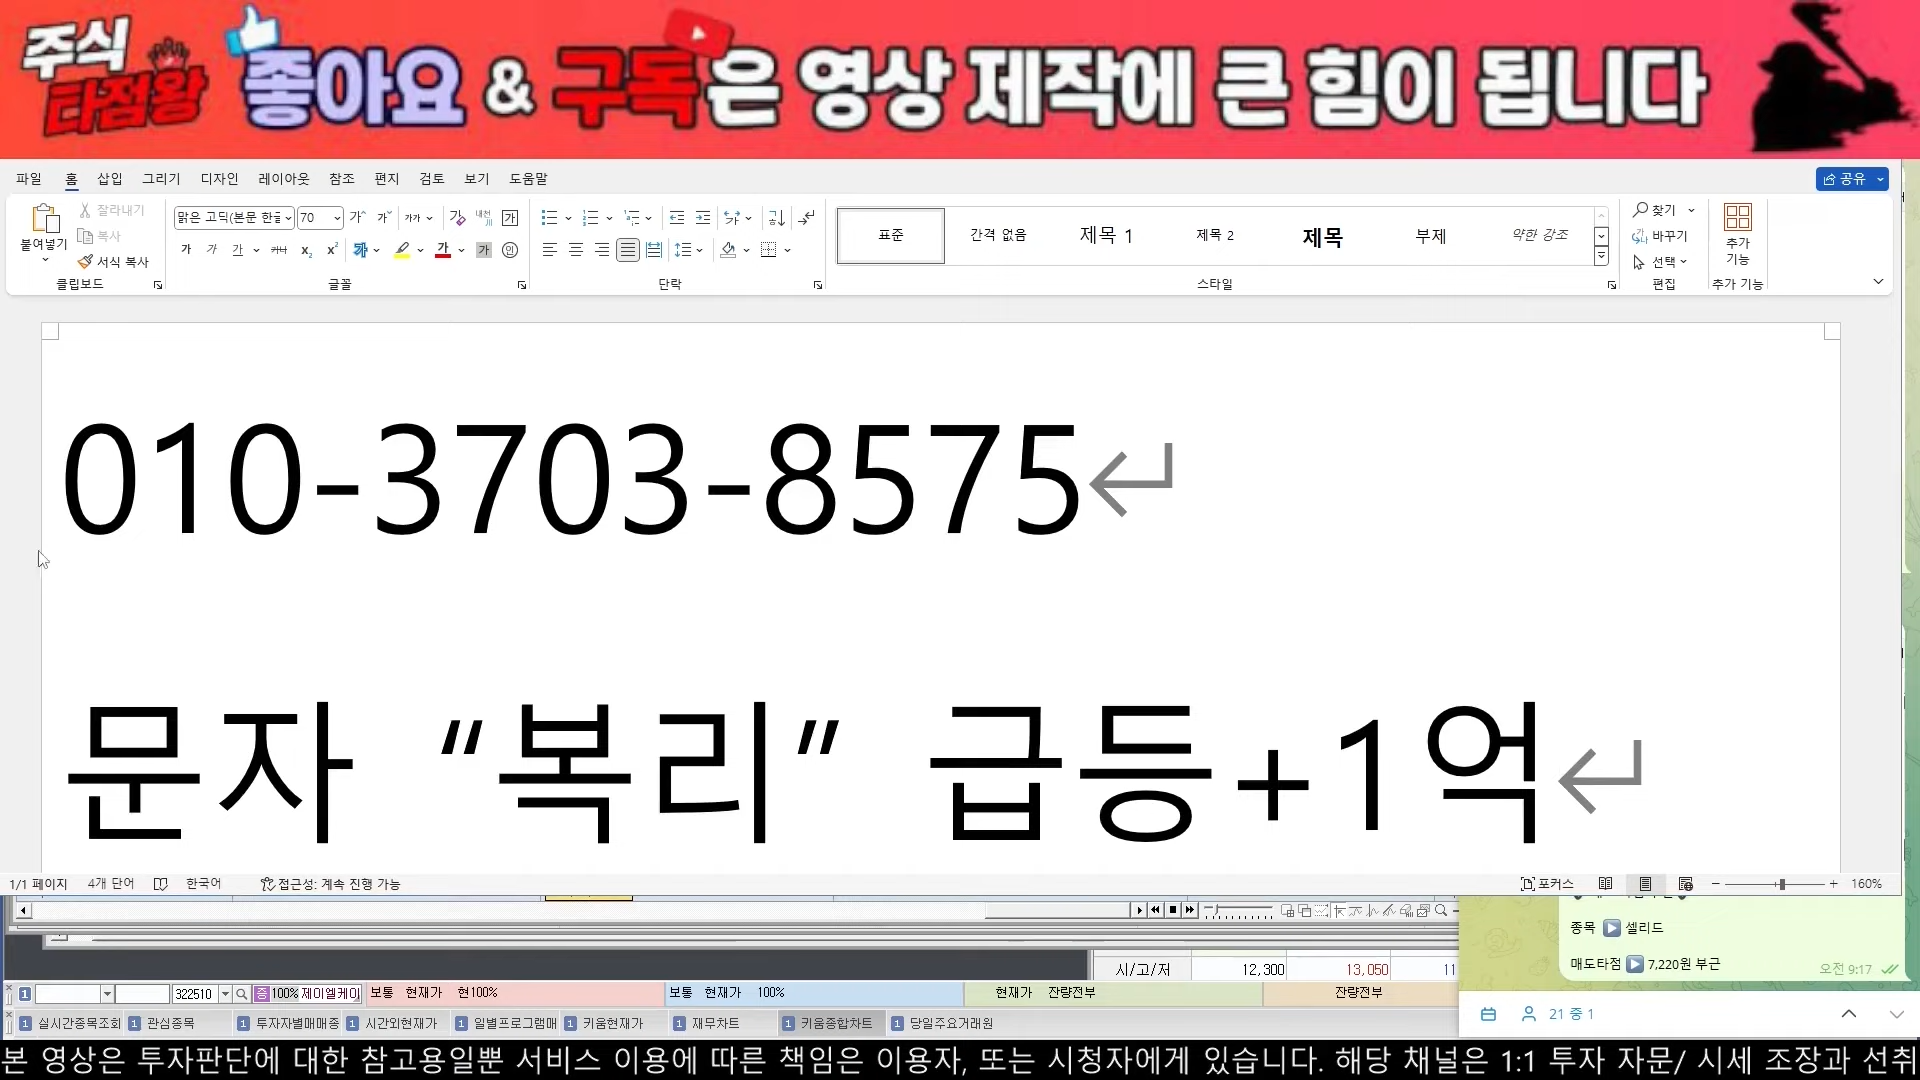 주식
타점왕
좋아요 & 구독은 영상 제작에 큰 힘이 됩니다
파일 홈 삽입 그리기 디자인 레이아웃 참조 편지 검토 보기 도움말
공유
붙여넣기
잘라내기
복사
서식 복사
클립보드
맑은 고딕(본문 한글
70
글꼴
단락
표준
간격 없음
제목 1
제목 2
제목
부제
약한 강조
스타일
찾기
바꾸기
선택
편집
추가
기능
추가 기능
010-3703-8575
문자 “복리” 급등+1억
1/1 페이지 4개 단어 한국어 접근성: 계속 진행 가능
포커스
160%
종목 ▶ 셀리드
매도타점 ▶ 7,220원 부근
오전 9:17
시/고/저 12,300 13,050 11
1 322510 증 100% 제이엘케이 보통 현재가 현100% 보통 현재가 100% 현재가 잔량전부 잔량전부
1 실시간종목조회 1 관심종목 1 투자자별매매종 1 시간외현재가 1 일별프로그램매 1 키움현재가 1 재무차트 1 키움종합차트 1 당일주요거래원
21 중 1
본 영상은 투자판단에 대한 참고용일뿐 서비스 이용에 따른 책임은 이용자, 또는 시청자에게 있습니다. 해당 채널은 1:1 투자 자문/ 시세 조장과 선취